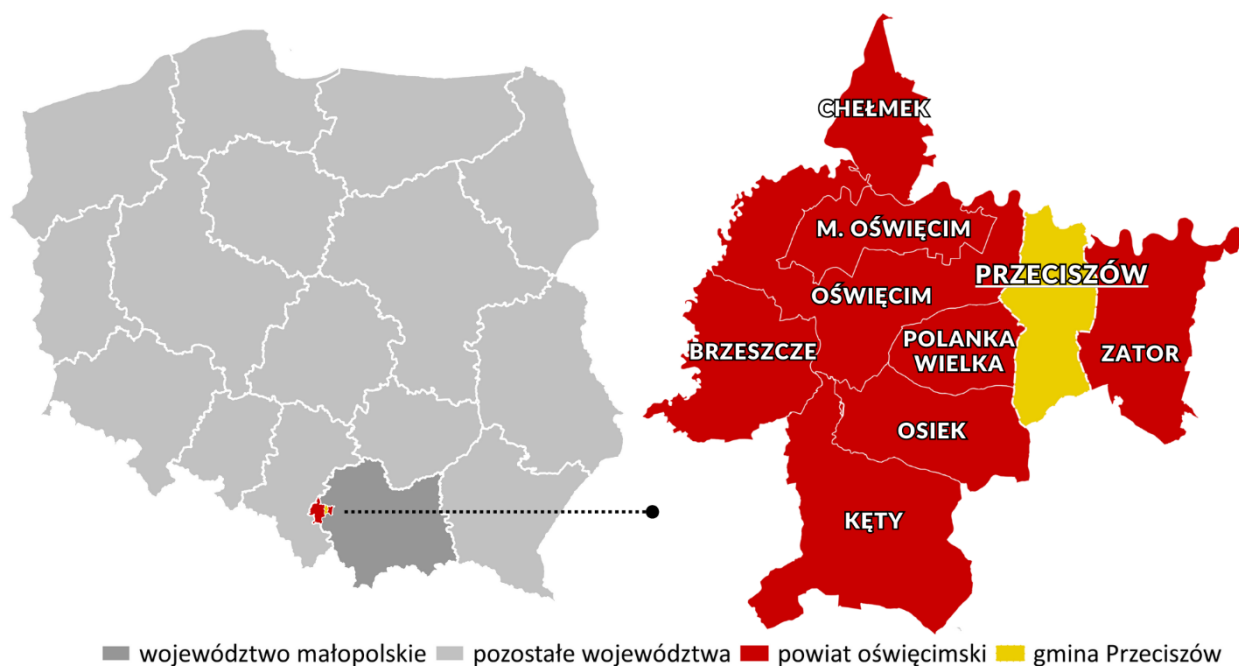 CHEŁMEK
M. OŚWIĘCIM
PRZECISZÓW
OŚWIĘCIM
BRZESZCZE
POLANKA
WIELKA
ZATOR
OSIEK
KĘTY
województwo małopolskie pozostałe województwa powiat oświęcimski gmina Przeciszów